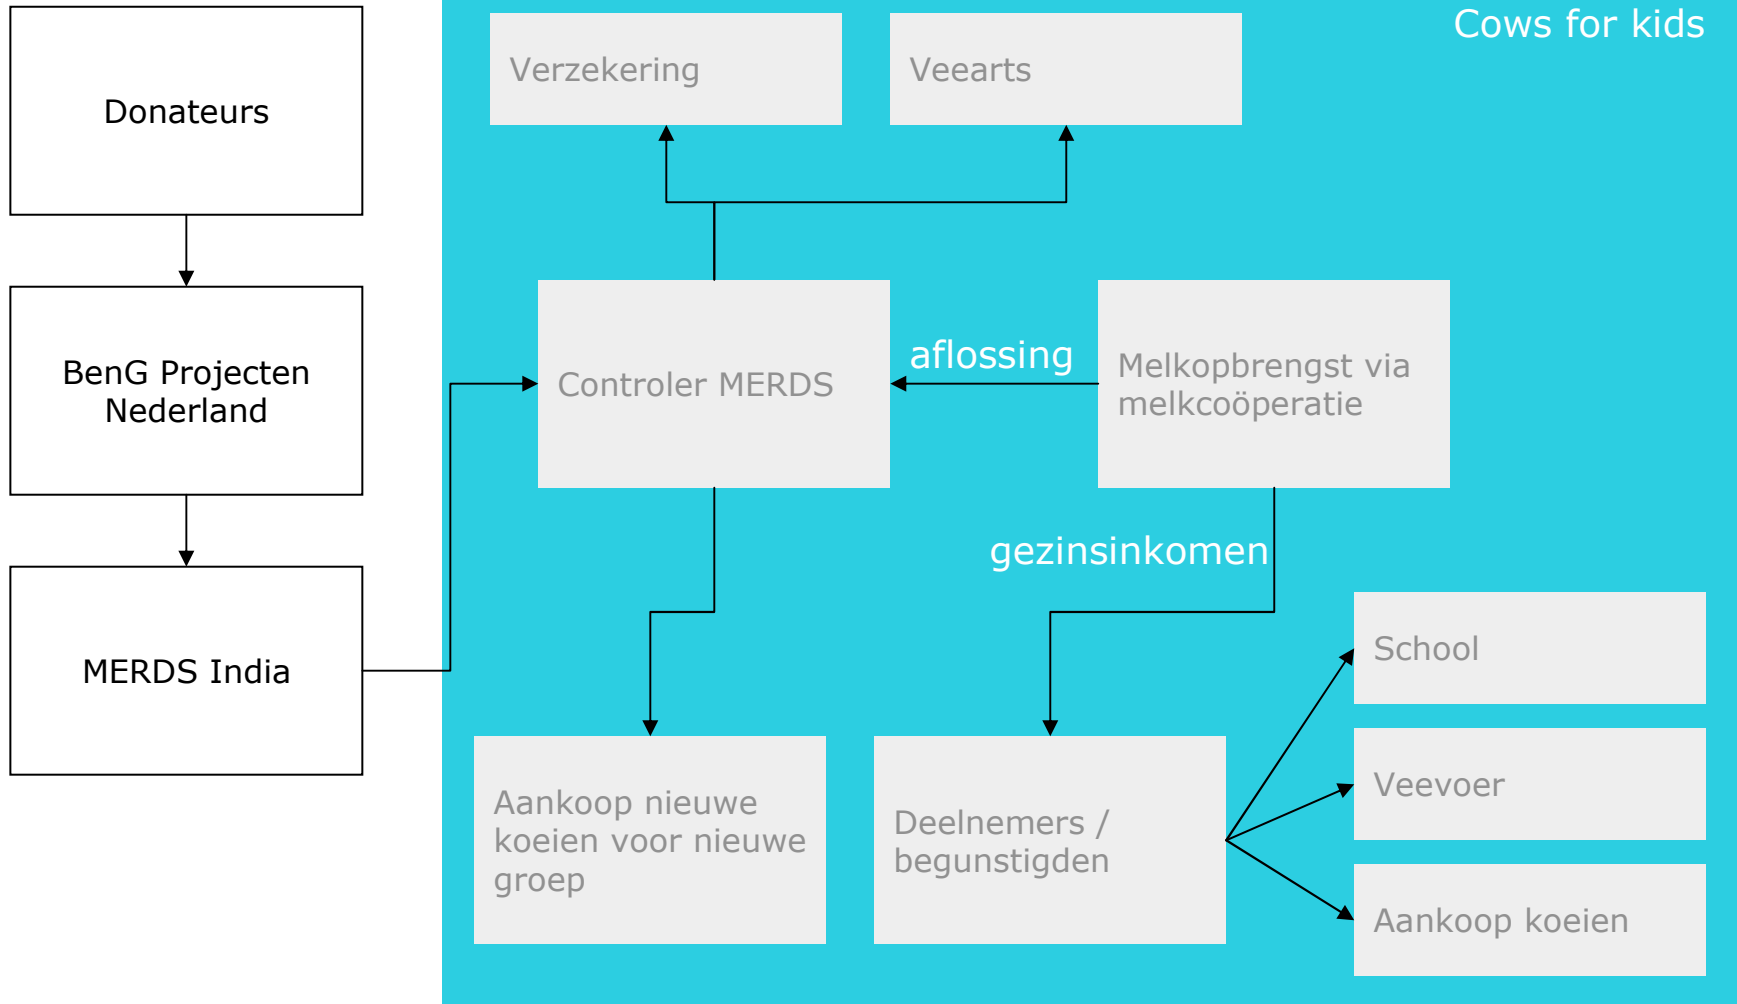 Cows for kids
Donateurs
Verzekering
Veearts
BenG Projecten
Nederland
Controler MERDS
aflossing
Melkopbrengst via
melkcoöperatie
gezinsinkomen
MERDS India
School
Aankoop nieuwe
koeien voor nieuwe
groep
Deelnemers /
begunstigden
Veevoer
Aankoop koeien